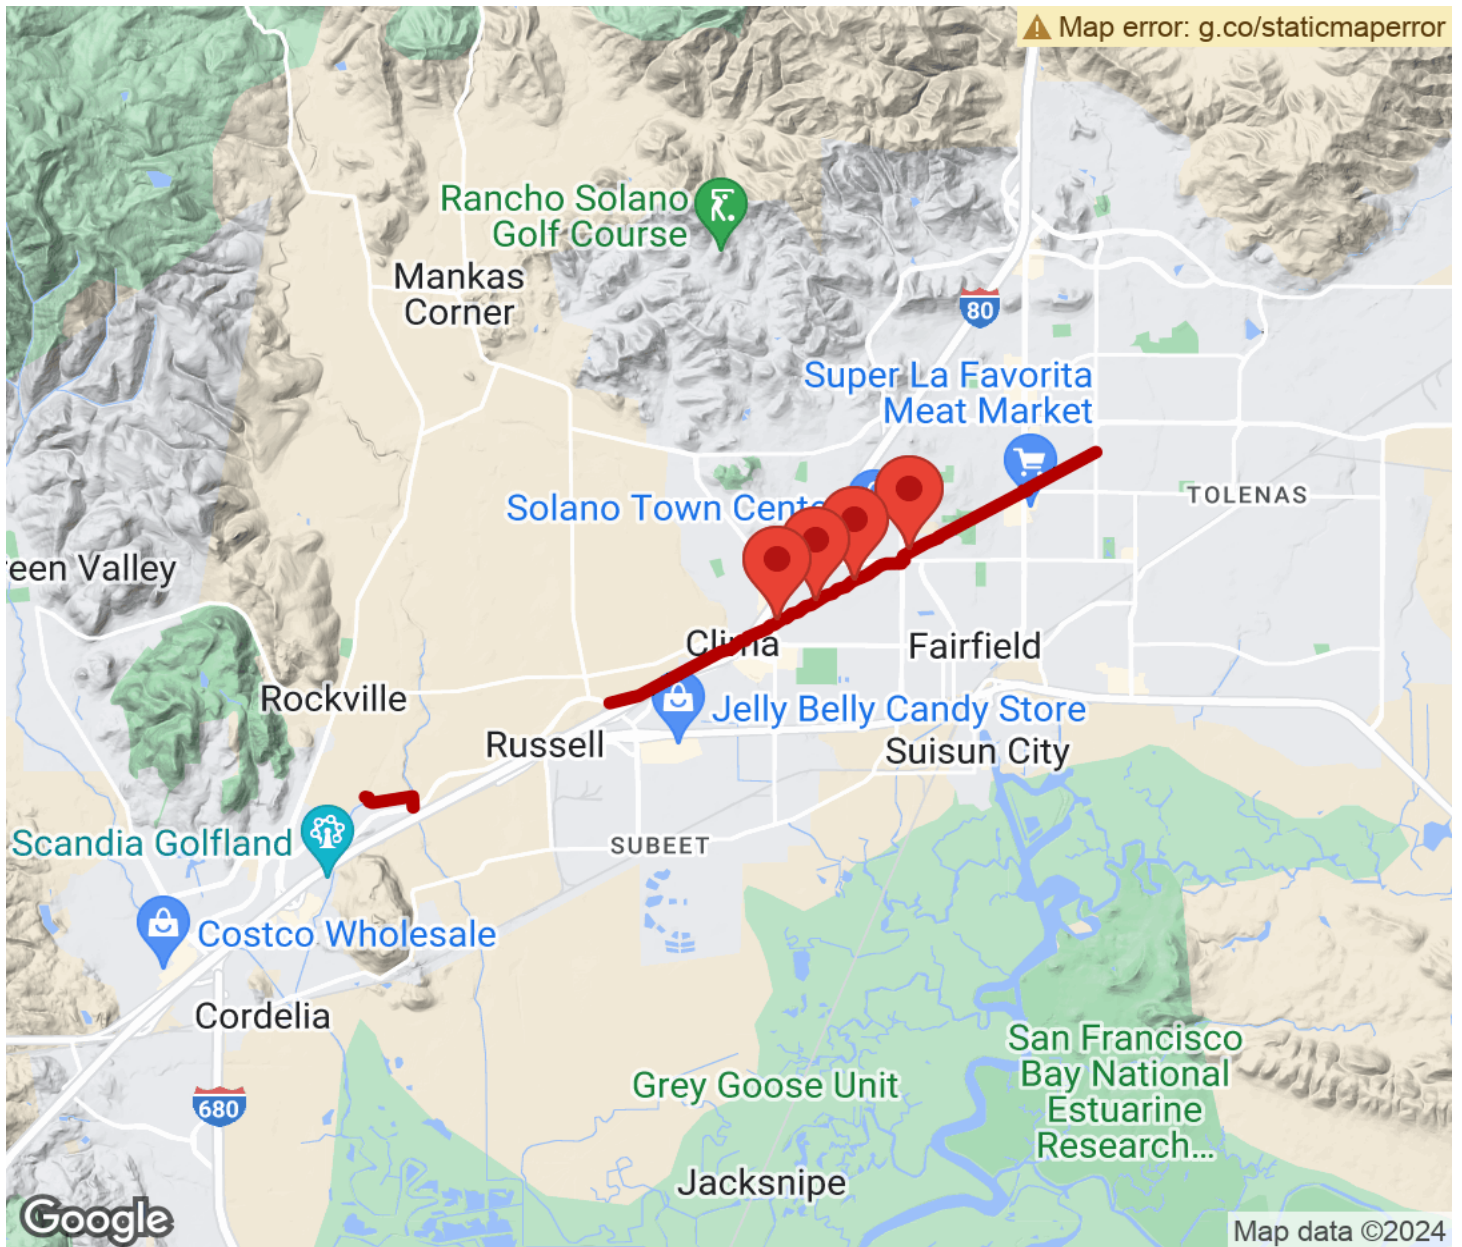 Map error: g.co/staticmaperror
Rancho Solano
Golf Course
Mankas
Corner
80
Super La Favorita
Meat Market
TOLENAS
Solano Town Cente
een Valley
Clima
Fairfield
Rockville
Jelly Belly Candy Store
Russell
Suisun City
Scandia Golfland
SUBEET
Costco Wholesale
Cordelia
San Francisco
Bay National
Estuarine
Research...
Grey Goose Unit
680
Jacksnipe
Google
Map data ©2024